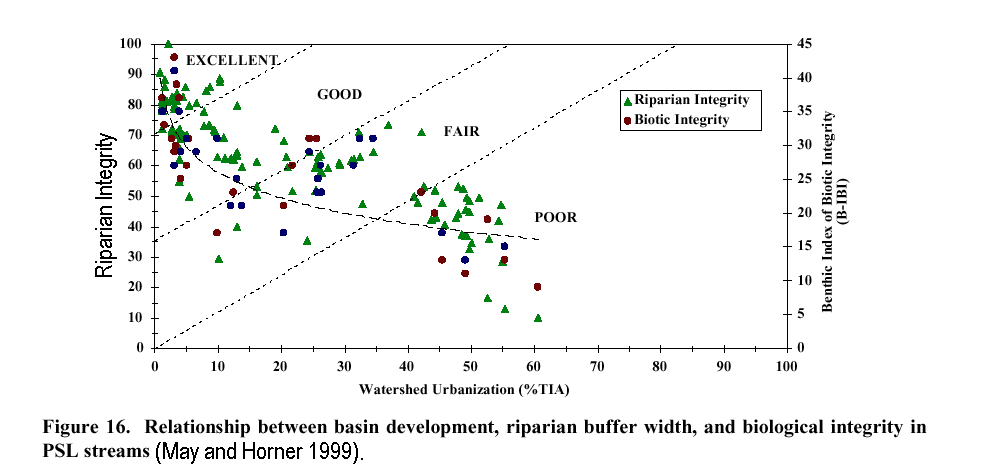 100
90
80
70
60
50
40
30
20
10
0
Riparian Integrity
EXCELLENT
GOOD
FAIR
POOR
Riparian Integrity
Biotic Integrity
45
40
35
30
25
20
15
10
5
0
Benthic Index of Biotic Integrity
(B-IBI)
0 10 20 30 40 50 60 70 80 90 100
Watershed Urbanization (%TIA)
Figure 16. Relationship between basin development, riparian buffer width, and biological integrity in
PSL streams (May and Horner 1999).